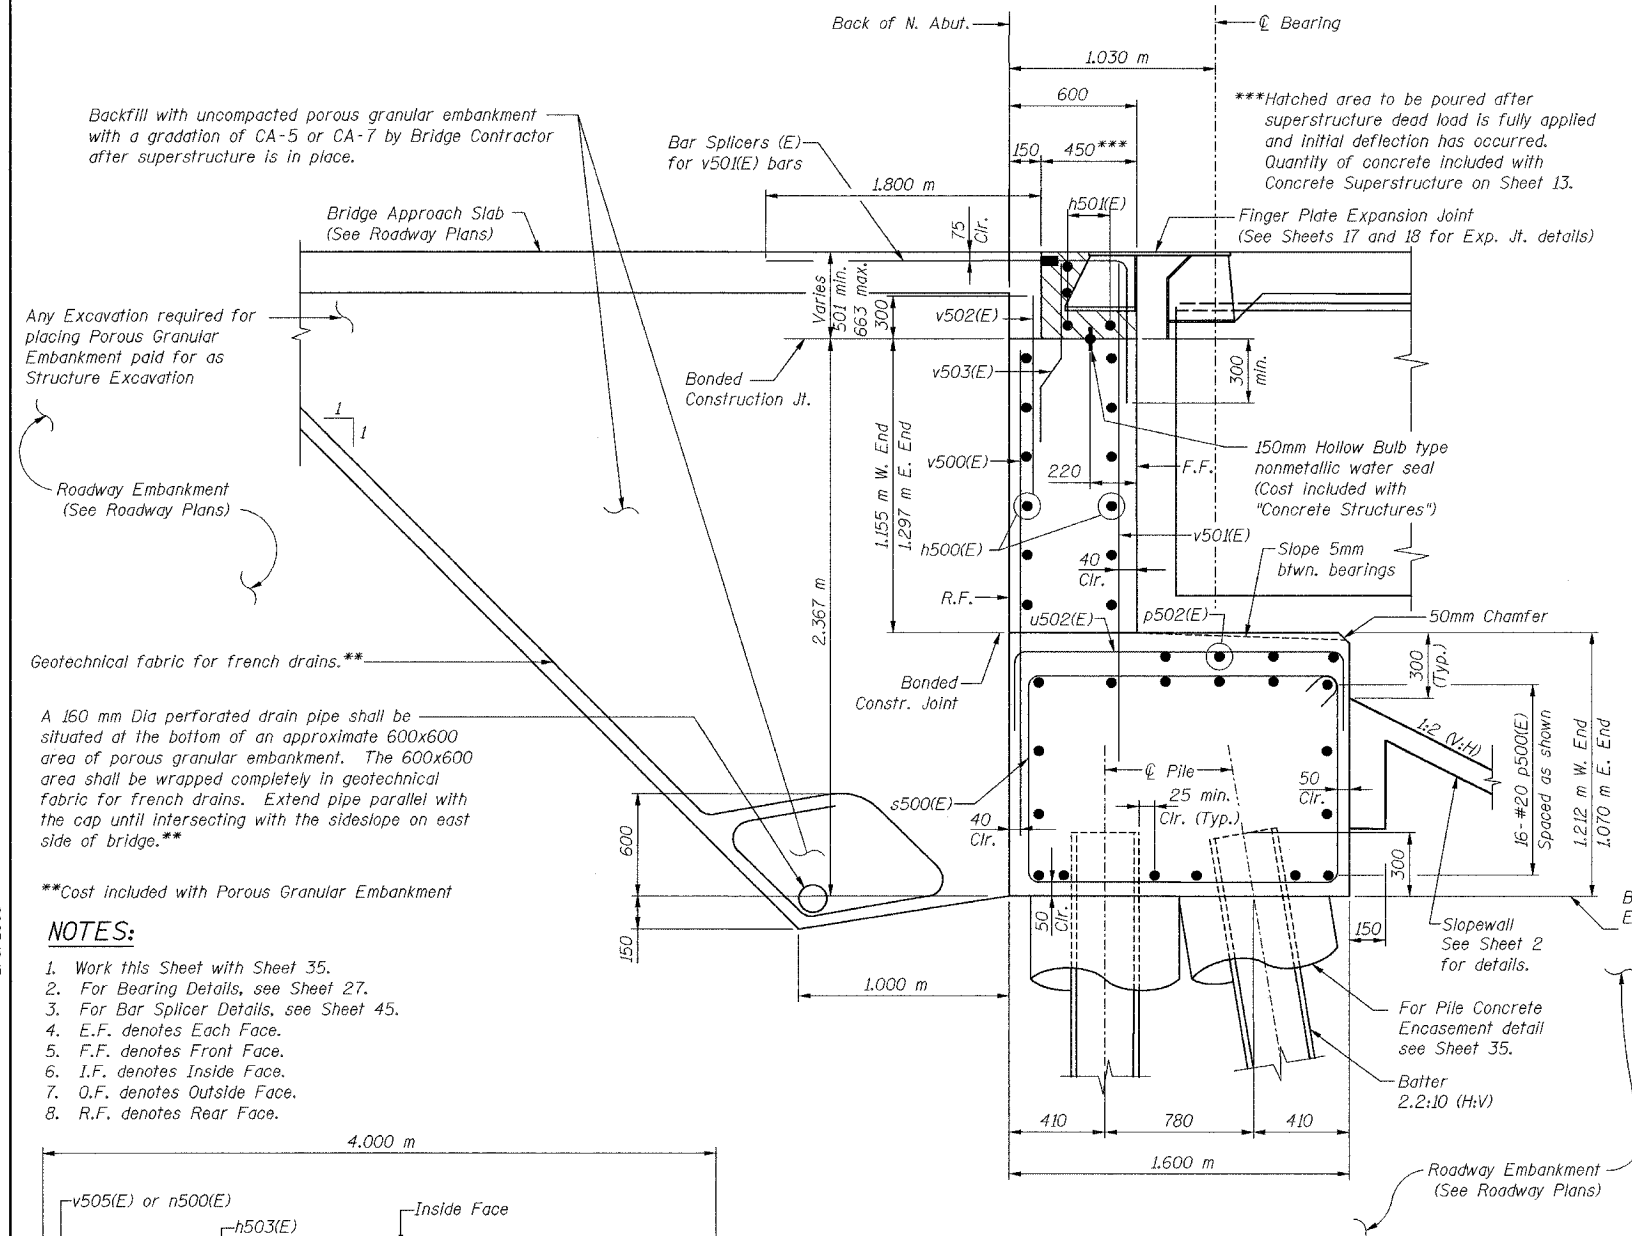 Back of N. Abut.
℄ Bearing
1.030 m
600
150
450***
***Hatched area to be poured after
superstructure dead load is fully applied
and initial deflection has occurred.
Quantity of concrete included with
Concrete Superstructure on Sheet 13.
Backfill with uncompacted porous granular embankment
with a gradation of CA-5 or CA-7 by Bridge Contractor
after superstructure is in place.
Bar Splicers (E)
for v501(E) bars
1.800 m
h501(E)
75
Clr.
Bridge Approach Slab
(See Roadway Plans)
Finger Plate Expansion Joint
(See Sheets 17 and 18 for Exp. Jt. details)
Varies
501 min.
663 max.
300
v502(E)
Any Excavation required for
placing Porous Granular
Embankment paid for as
Structure Excavation
Bonded
Construction Jt.
v503(E)
300
min.
1
1
v500(E)
220
F.F.
150mm Hollow Bulb type
nonmetallic water seal
(Cost included with
"Concrete Structures")
Roadway Embankment
(See Roadway Plans)
1.155 m W. End
1.297 m E. End
h500(E)
v501(E)
40
Clr.
Slope 5mm
btwn. bearings
2.367 m
R.F.
u502(E)
p502(E)
50mm Chamfer
Geotechnical fabric for french drains.**
300
(Typ.)
Bonded
Constr. Joint
A 160 mm Dia perforated drain pipe shall be
situated at the bottom of an approximate 600x600
area of porous granular embankment. The 600x600
area shall be wrapped completely in geotechnical
fabric for french drains. Extend pipe parallel with
the cap until intersecting with the sideslope on east
side of bridge.**
1:2 (V:H)
16-#20 p500(E)
Spaced as shown
1.212 m W. End
1.070 m E. End
℄ Pile
s500(E)
25 min.
Clr. (Typ.)
50
Clr.
40
Clr.
600
300
**Cost included with Porous Granular Embankment
50
Clr.
150
150
Slopewall
See Sheet 2
for details.
B
E
NOTES:
1. Work this Sheet with Sheet 35.
2. For Bearing Details, see Sheet 27.
3. For Bar Splicer Details, see Sheet 45.
4. E.F. denotes Each Face.
5. F.F. denotes Front Face.
6. I.F. denotes Inside Face.
7. O.F. denotes Outside Face.
8. R.F. denotes Rear Face.
1.000 m
For Pile Concrete
Encasement detail
see Sheet 35.
Batter
2.2:10 (H:V)
410
780
410
1.600 m
4.000 m
Roadway Embankment
(See Roadway Plans)
v505(E) or n500(E)
Inside Face
h503(E)